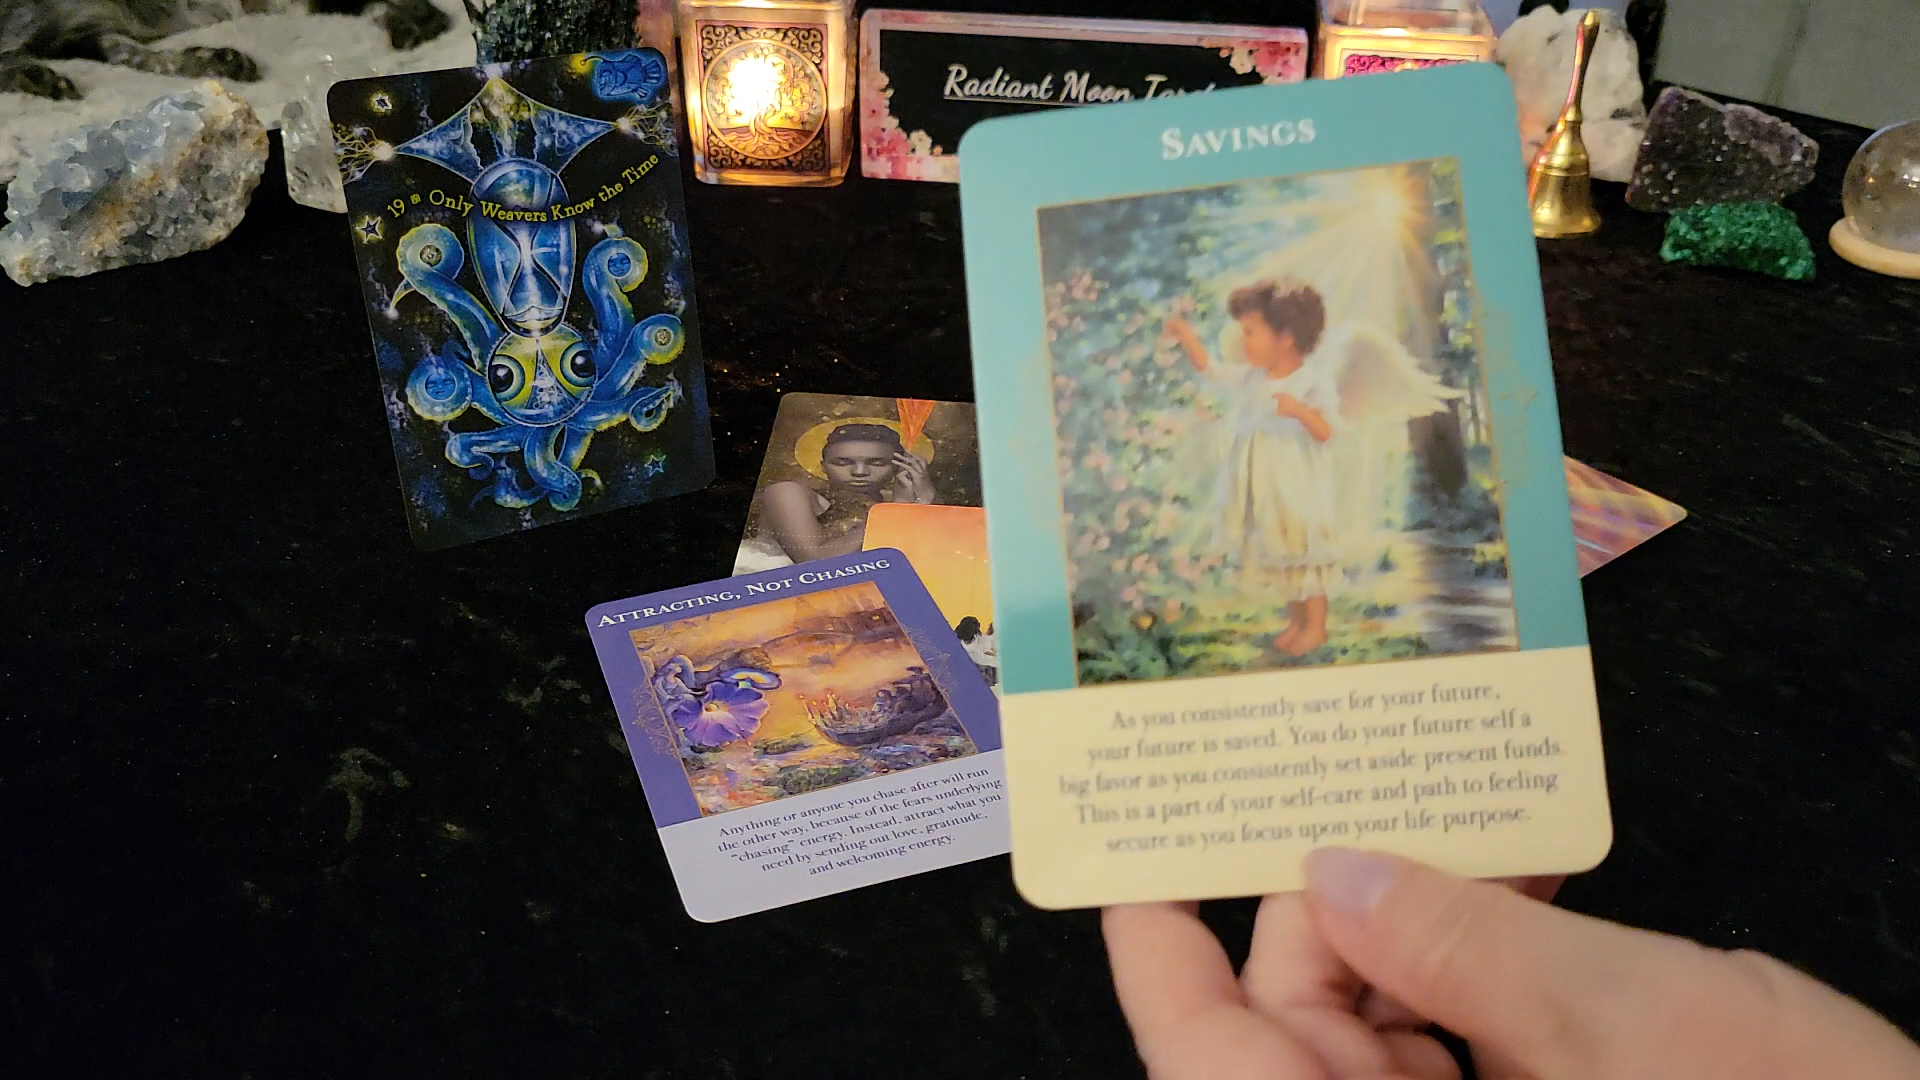 Radiant Moon Tarot
19 Only Weavers Know the Time
SAVINGS
As you consistently save for your future,
your future is saved. You do your future self a
big favor as you consistently set aside present funds.
This is a part of your self-care and path to feeling
secure as you focus upon your life purpose.
ATTRACTING, NOT CHASING
Anything or anyone you chase after will run
the other way, because of the fears underlying
"chasing" energy. Instead, attract what you
need by sending out love, gratitude,
and welcoming energy.